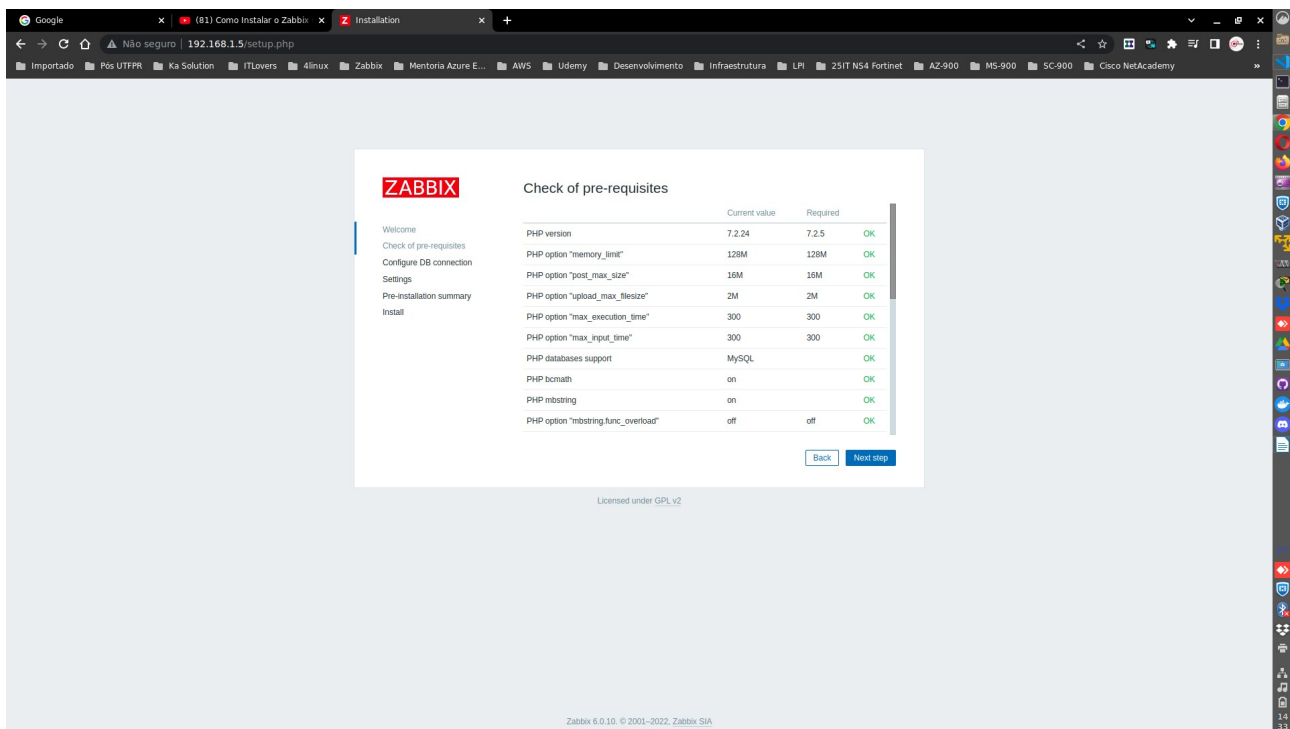 Google
(81) Como Instalar o Zabbix
Installation
Não seguro | 192.168.1.5/setup.php
Importado Pós UTFPR Ka Solution ITLovers 4linux Zabbix Mentoria Azure E... AWS Udemy Desenvolvimento Infraestrutura LPI 25IT NS4 Fortinet AZ-900 MS-900 SC-900 Cisco NetAcademy »
ZABBIX
Welcome
Check of pre-requisites
Configure DB connection
Settings
Pre-installation summary
Install
Check of pre-requisites
Current value Required
PHP version 7.2.24 7.2.5 OK
PHP option "memory_limit" 128M 128M OK
PHP option "post_max_size" 16M 16M OK
PHP option "upload_max_filesize" 2M 2M OK
PHP option "max_execution_time" 300 300 OK
PHP option "max_input_time" 300 300 OK
PHP databases support MySQL OK
PHP bcmath on OK
PHP mbstring on OK
PHP option "mbstring.func_overload" off off OK
Back Next step
Licensed under GPL v2
Zabbix 6.0.10. © 2001–2022, Zabbix SIA
14
33